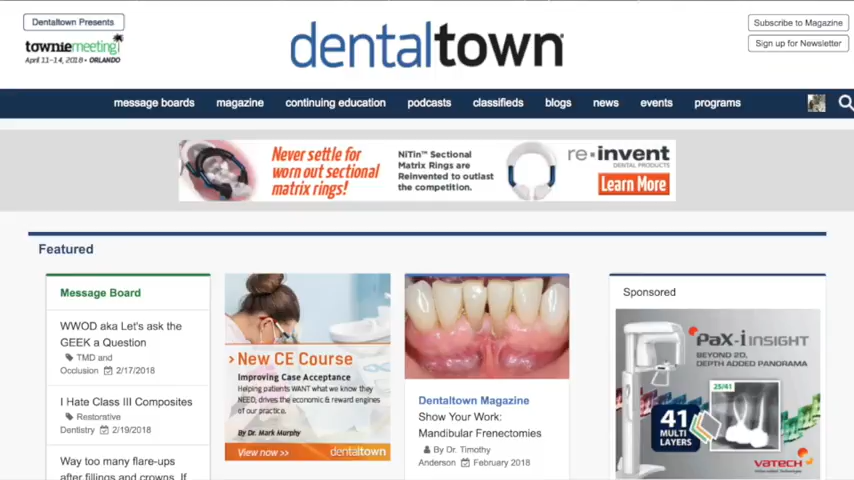 Dentaltown Presents
towniemeeting
April 11-14, 2018 • ORLANDO
dentaltown
Subscribe to Magazine
Sign up for Newsletter
message boards
magazine
continuing education
podcasts
classifieds
blogs
news
events
programs
Never settle for
worn out sectional
matrix rings!
NiTin™ Sectional
Matrix Rings are
Reinvented to outlast
the competition.
re-invent
DENTAL PRODUCTS
Learn More
Featured
Message Board
WWOD aka Let's ask the
GEEK a Question
TMD and
Occlusion 2/17/2018
I Hate Class III Composites
Restorative
Dentistry 2/19/2018
Way too many flare-ups
after fillings and crowns. If
› New CE Course
Improving Case Acceptance
Helping patients WANT what we know they
NEED, drives the economic & reward engines
of our practice.
By Dr. Mark Murphy
View now >>
dentaltown
Dentaltown Magazine
Show Your Work:
Mandibular Frenectomies
By Dr. Timothy
Anderson February 2018
Sponsored
PaX-i INSIGHT
BEYOND 2D,
DEPTH ADDED PANORAMA
25/41
41
MULTI
LAYERS
VATECH